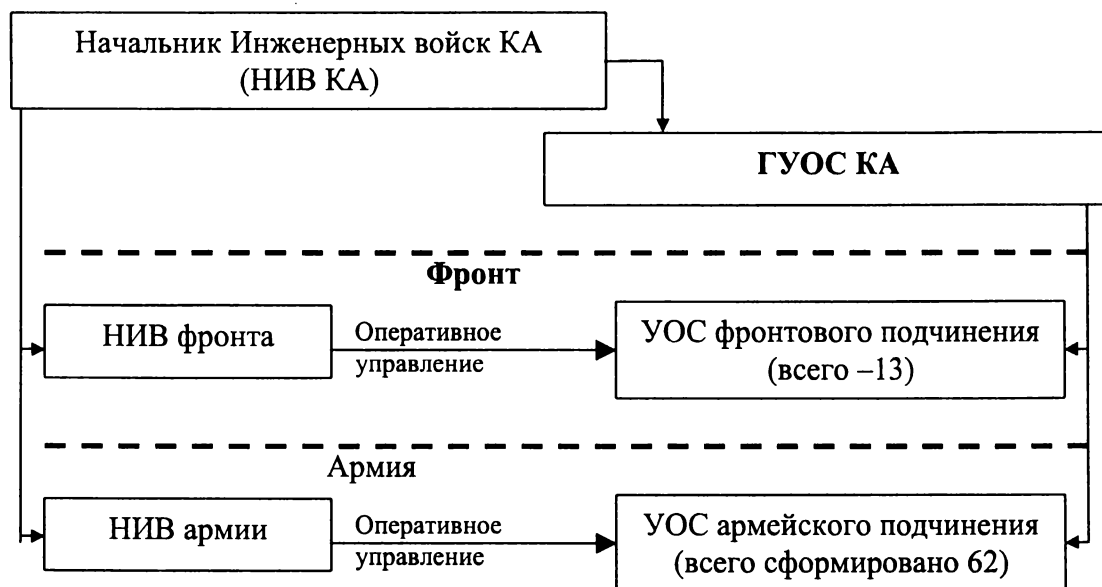 Начальник Инженерных войск КА
(НИВ КА)
ГУОС КА
Фронт
НИВ фронта
Оперативное
управление
УОС фронтового подчинения
(всего –13)
Армия
НИВ армии
Оперативное
управление
УОС армейского подчинения
(всего сформировано 62)